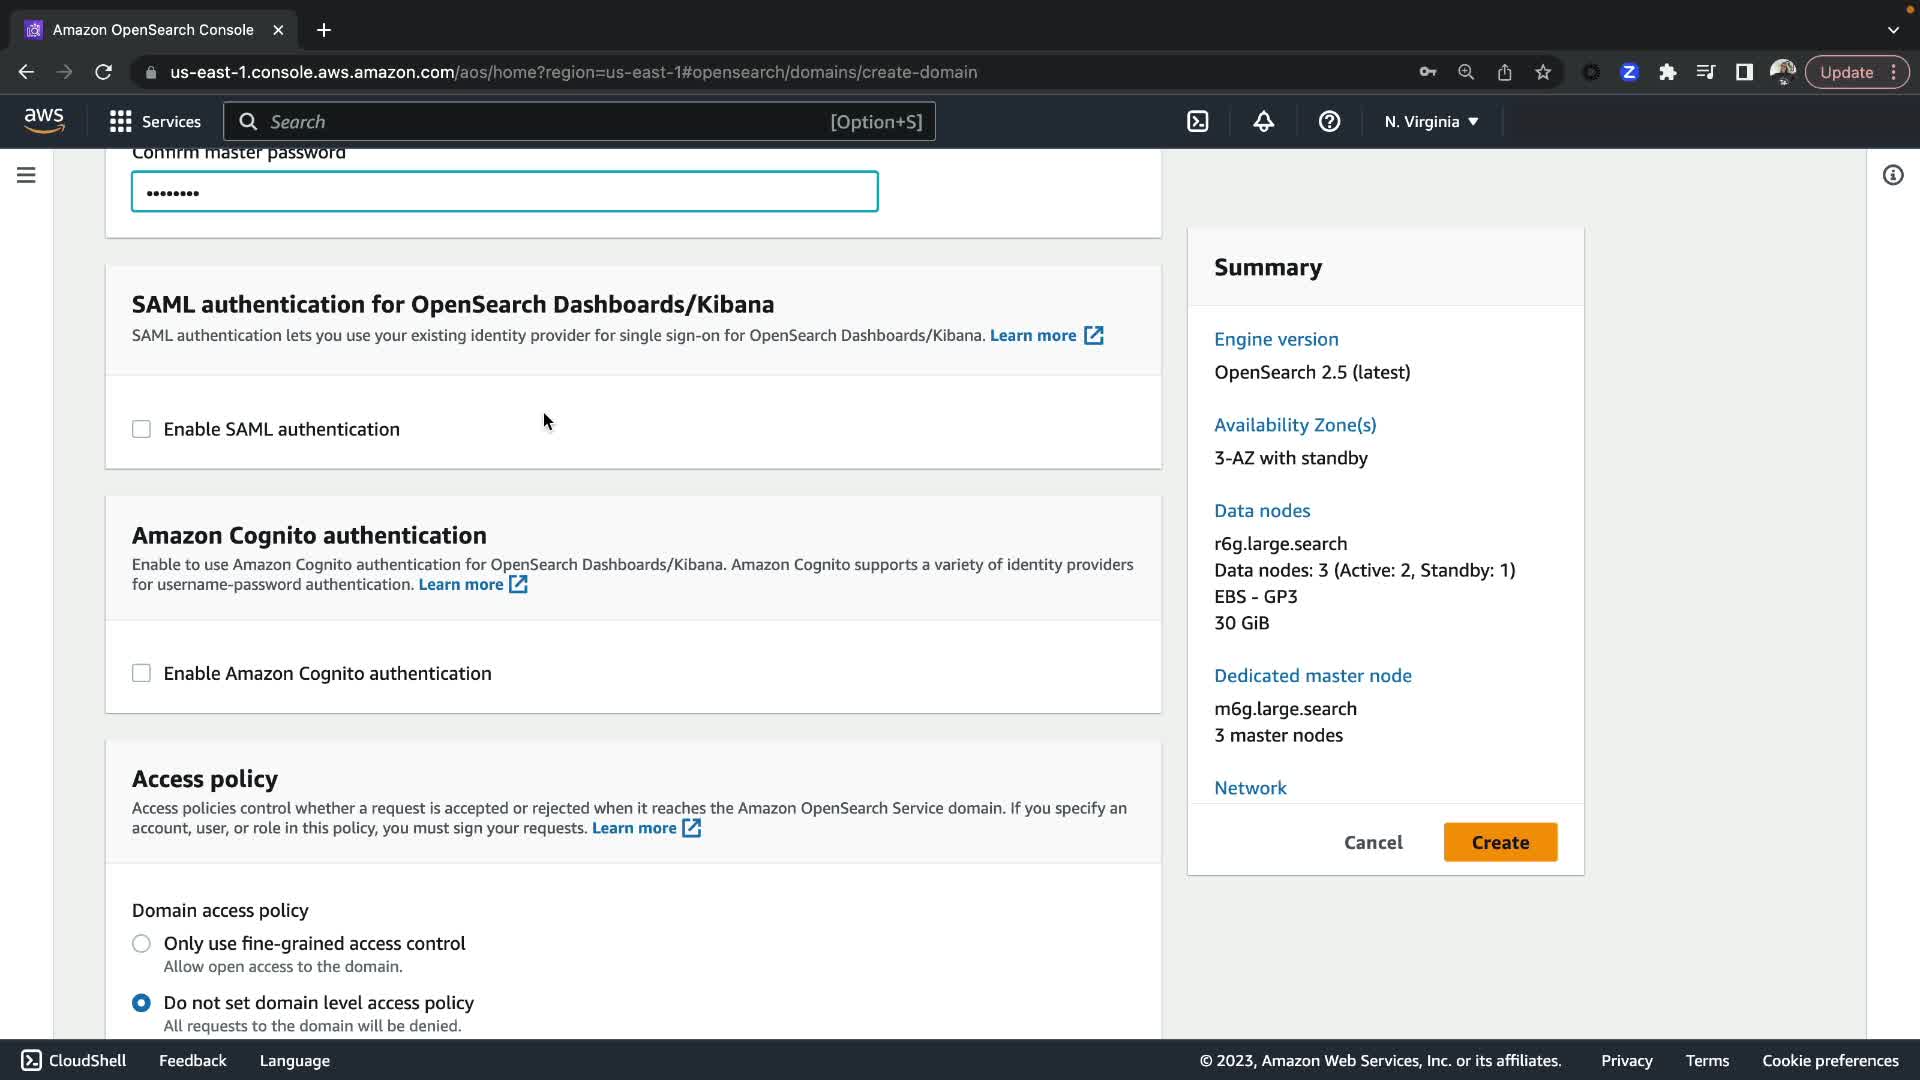 Amazon OpenSearch Console
us-east-1.console.aws.amazon.com/aos/home?region=us-east-1#opensearch/domains/create-domain
Update
aws
Services
Search
[Option+S]
N. Virginia
Confirm master password
••••••••
SAML authentication for OpenSearch Dashboards/Kibana
SAML authentication lets you use your existing identity provider for single sign-on for OpenSearch Dashboards/Kibana. Learn more
Enable SAML authentication
Amazon Cognito authentication
Enable to use Amazon Cognito authentication for OpenSearch Dashboards/Kibana. Amazon Cognito supports a variety of identity providers
for username-password authentication. Learn more
Enable Amazon Cognito authentication
Access policy
Access policies control whether a request is accepted or rejected when it reaches the Amazon OpenSearch Service domain. If you specify an
account, user, or role in this policy, you must sign your requests. Learn more
Domain access policy
Only use fine-grained access control
Allow open access to the domain.
Do not set domain level access policy
All requests to the domain will be denied.
Summary
Engine version
OpenSearch 2.5 (latest)
Availability Zone(s)
3-AZ with standby
Data nodes
r6g.large.search
Data nodes: 3 (Active: 2, Standby: 1)
EBS - GP3
30 GiB
Dedicated master node
m6g.large.search
3 master nodes
Network
Cancel
Create
CloudShell
Feedback
Language
© 2023, Amazon Web Services, Inc. or its affiliates.
Privacy
Terms
Cookie preferences